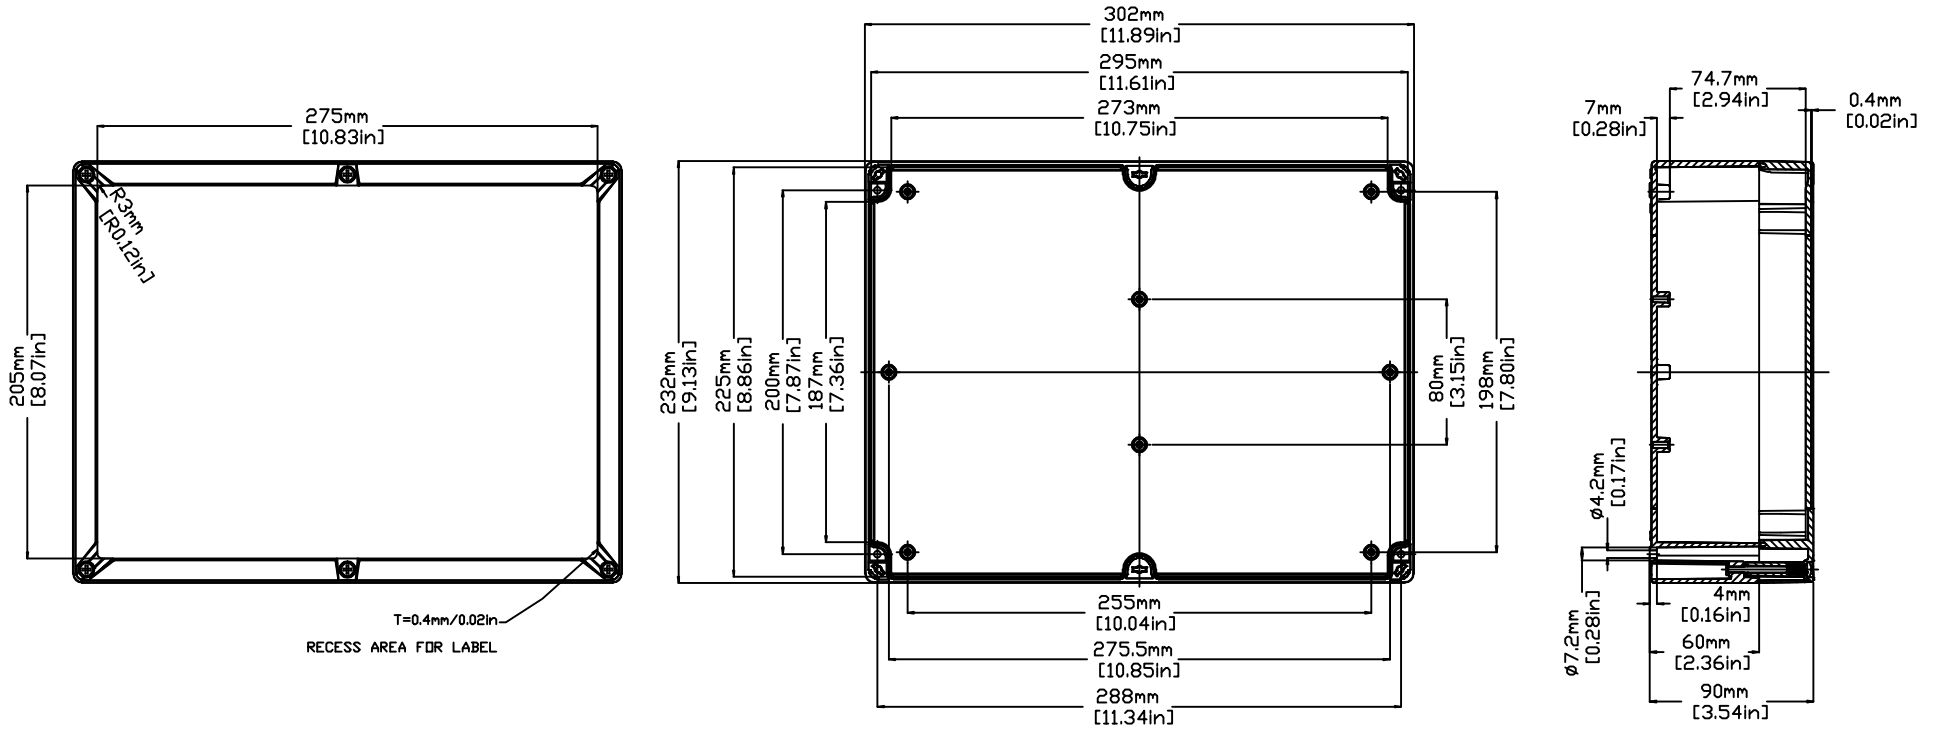 275mm
[10.83in]
R3mm
[R0.12in]
205mm
[8.07in]
T=0.4mm/0.02in
RECESS AREA FOR LABEL
302mm
[11.89in]
295mm
[11.61in]
273mm
[10.75in]
232mm
[9.13in]
225mm
[8.86in]
200mm
[7.87in]
187mm
[7.36in]
80mm
[3.15in]
198mm
[7.80in]
255mm
[10.04in]
275.5mm
[10.85in]
288mm
[11.34in]
74.7mm
[2.94in]
7mm
[0.28in]
0.4mm
[0.02in]
ø4.2mm
[0.17in]
ø7.2mm
[0.28in]
4mm
[0.16in]
60mm
[2.36in]
90mm
[3.54in]